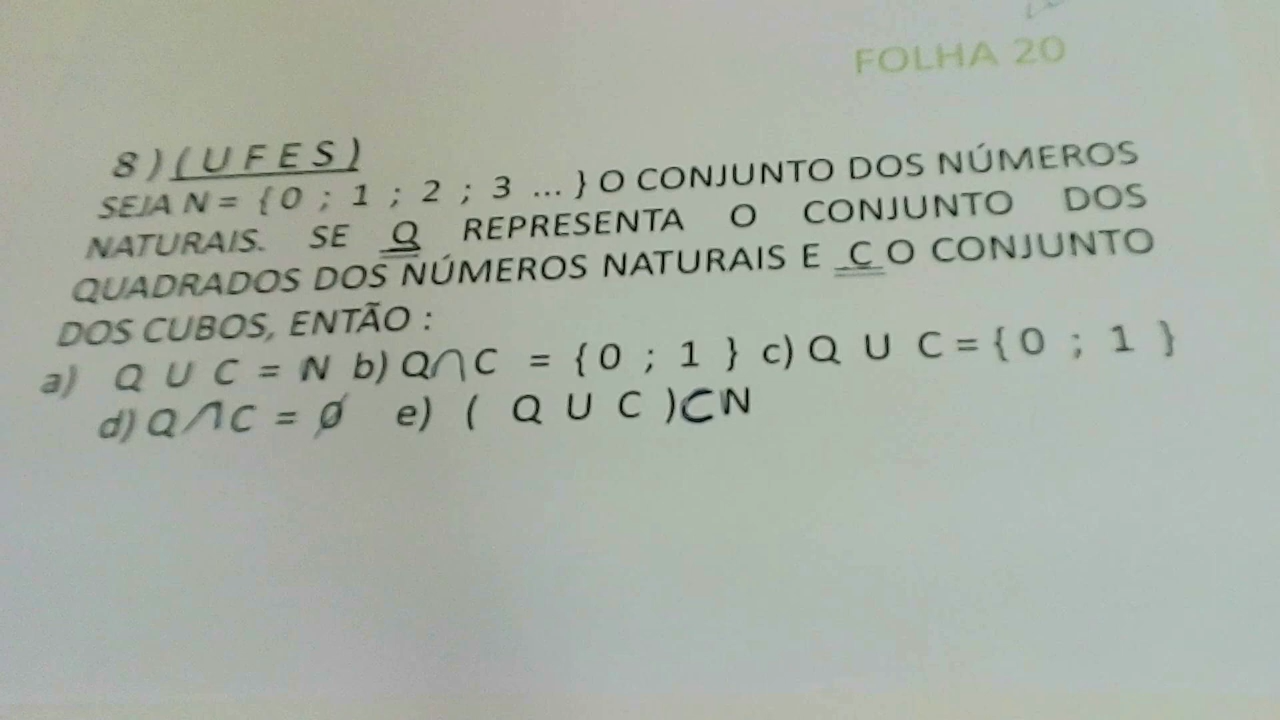 FOLHA 20
8 ) ( U F E S )
SEJA N = { 0 ; 1 ; 2 ; 3 ... } O CONJUNTO DOS NÚMEROS
NATURAIS. SE Q REPRESENTA O CONJUNTO DOS
QUADRADOS DOS NÚMEROS NATURAIS E C O CONJUNTO
DOS CUBOS, ENTÃO :
a) Q U C = N b) Q∩C = { 0 ; 1 } c) Q U C = { 0 ; 1 }
d) Q∩C = Ø e) ( Q U C )⊂N